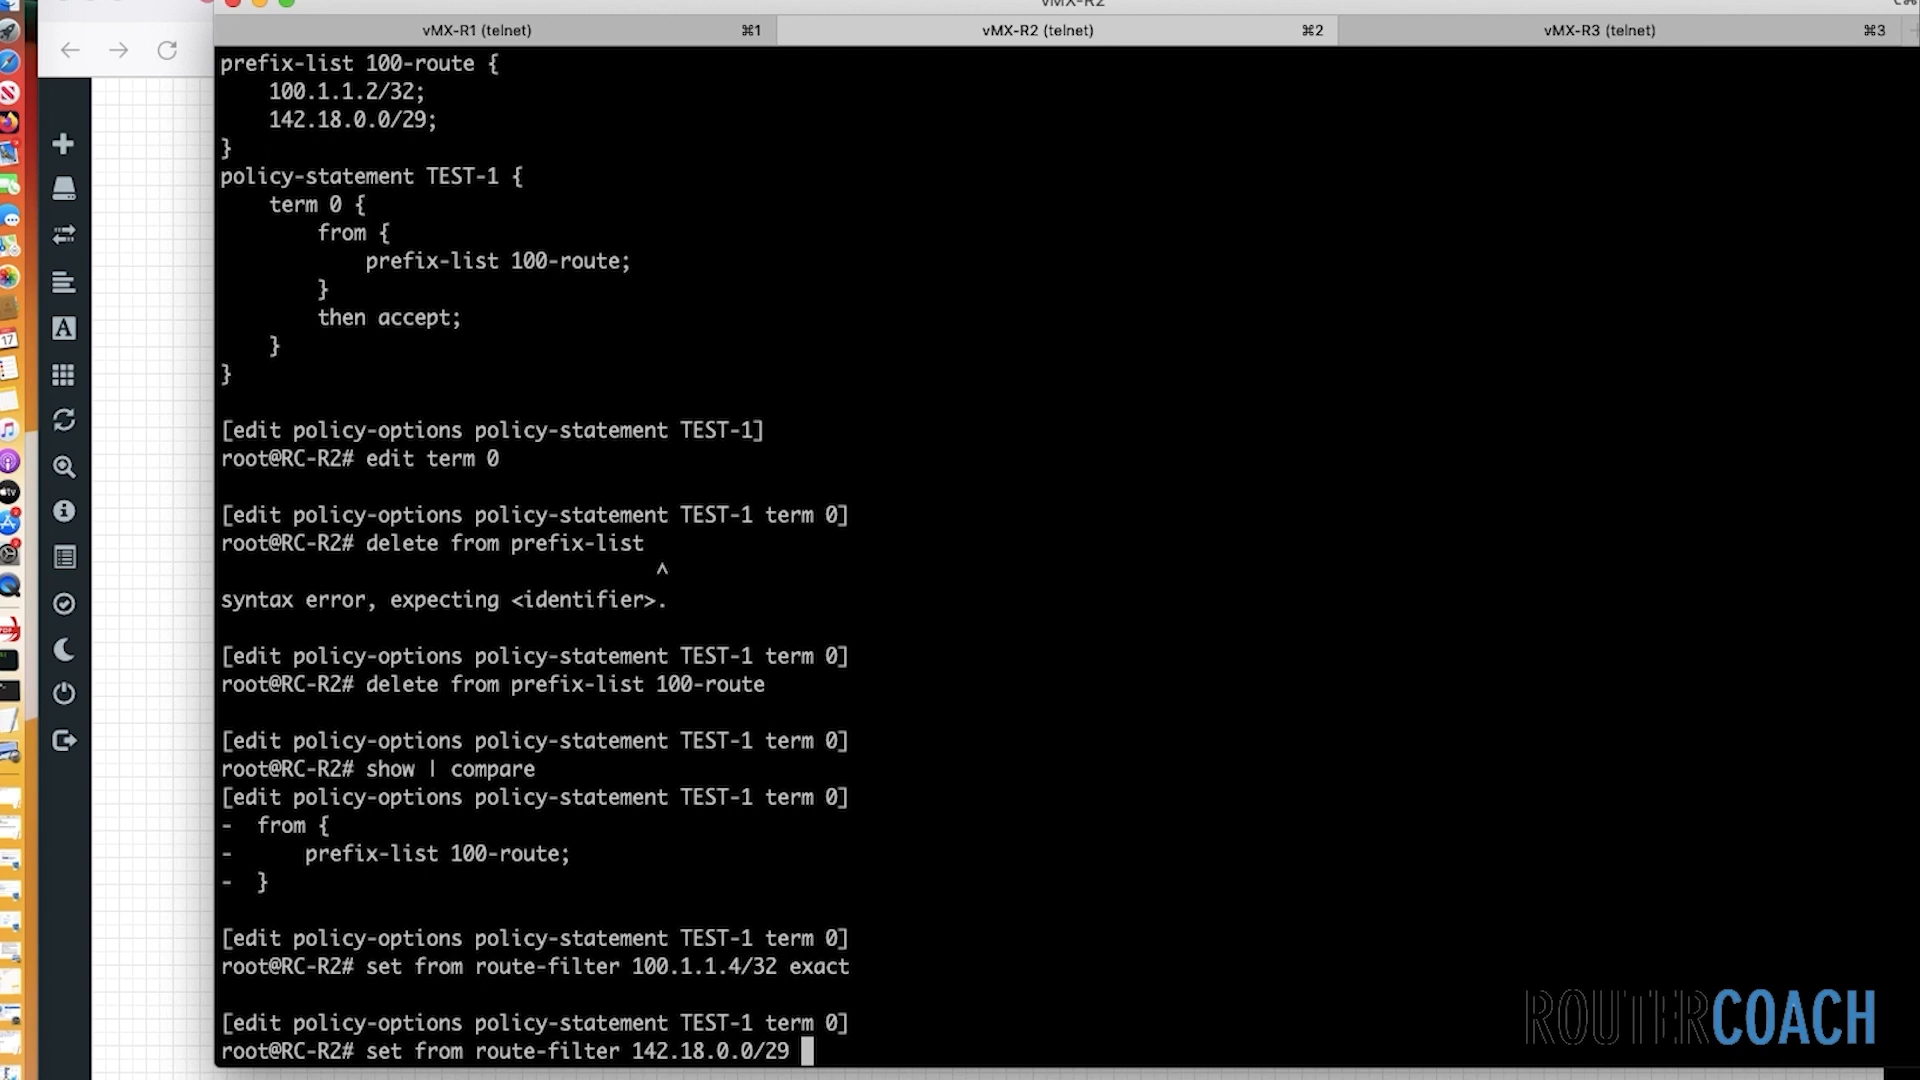 vMX-R2
vMX-R1 (telnet) ⌘1 vMX-R2 (telnet) ⌘2 vMX-R3 (telnet) ⌘3
prefix-list 100-route {
100.1.1.2/32;
142.18.0.0/29;
}
policy-statement TEST-1 {
term 0 {
from {
prefix-list 100-route;
}
then accept;
}
}
[edit policy-options policy-statement TEST-1]
root@RC-R2# edit term 0
[edit policy-options policy-statement TEST-1 term 0]
root@RC-R2# delete from prefix-list
^
syntax error, expecting <identifier>.
[edit policy-options policy-statement TEST-1 term 0]
root@RC-R2# delete from prefix-list 100-route
[edit policy-options policy-statement TEST-1 term 0]
root@RC-R2# show | compare
[edit policy-options policy-statement TEST-1 term 0]
- from {
- prefix-list 100-route;
- }
[edit policy-options policy-statement TEST-1 term 0]
root@RC-R2# set from route-filter 100.1.1.4/32 exact
[edit policy-options policy-statement TEST-1 term 0]
root@RC-R2# set from route-filter 142.18.0.0/29
ROUTERCOACH